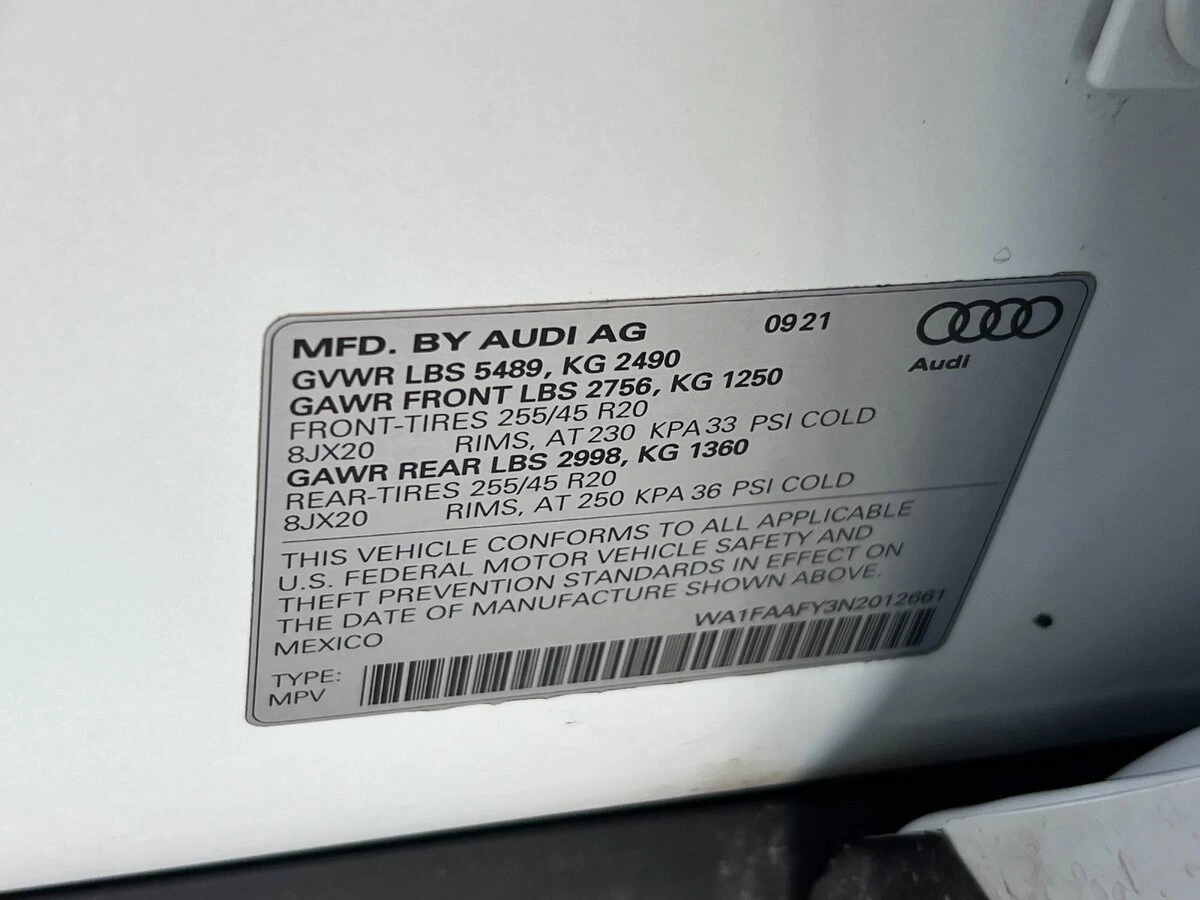 MFD. BY AUDI AG 0921
Audi
GVWR LBS 5489, KG 2490
GAWR FRONT LBS 2756, KG 1250
FRONT-TIRES 255/45 R20
8JX20 RIMS, AT 230 KPA 33 PSI COLD
GAWR REAR LBS 2998, KG 1360
REAR-TIRES 255/45 R20
8JX20 RIMS, AT 250 KPA 36 PSI COLD
THIS VEHICLE CONFORMS TO ALL APPLICABLE
U.S. FEDERAL MOTOR VEHICLE SAFETY AND
THEFT PREVENTION STANDARDS IN EFFECT ON
THE DATE OF MANUFACTURE SHOWN ABOVE.
MEXICO WA1FAAFY3N2012661
TYPE:
MPV